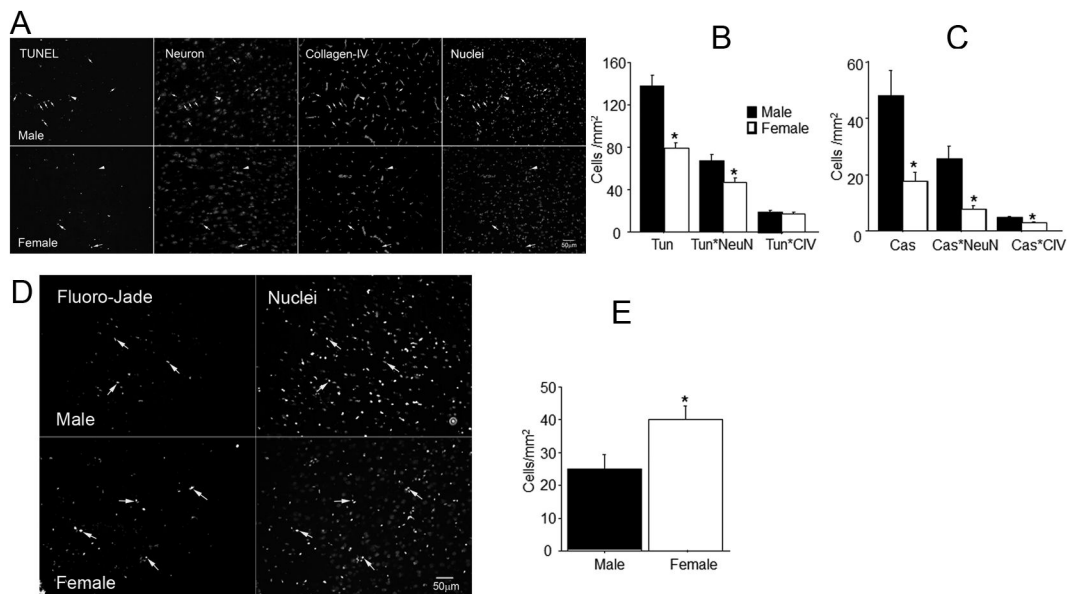 A
TUNEL
Neuron
Collagen-IV
Nuclei
Male
Female
50µm
B
Cells /mm²
160
120
80
40
0
Male
Female
*
*
Tun
Tun*NeuN
Tun*CIV
C
Cells /mm²
60
40
20
0
*
*
*
Cas
Cas*NeuN
Cas*CIV
D
Fluoro-Jade
Nuclei
Male
Female
50µm
E
Cells/mm²
50
40
30
20
10
0
*
Male
Female